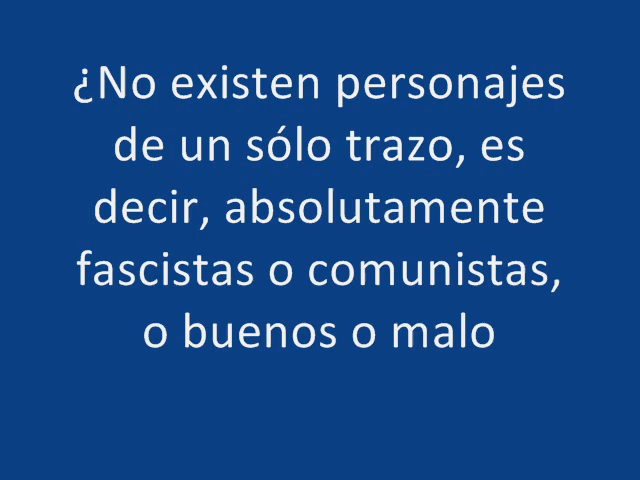 ¿No existen personajes
de un sólo trazo, es
decir, absolutamente
fascistas o comunistas,
o buenos o malo